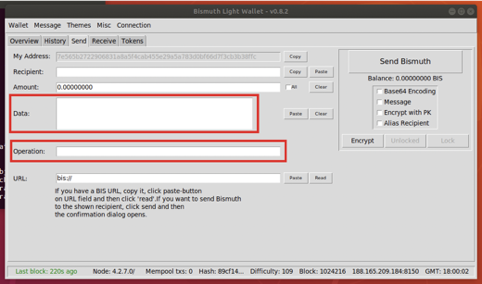 Bismuth Light Wallet - v0.8.2
Wallet Message Themes Misc Connection
Overview History Send Receive Tokens
My Address: Copy
Recipient: Copy Paste
Amount: 0.00000000 All Clear
Data: Paste Clear
Operation:
URL: bis:// Paste Read
If you have a BIS URL, copy it, click paste-button
on URL field and then click 'read'.If you want to send Bismuth
to the shown recipient, click send and then
the confirmation dialog opens.
Send Bismuth
Balance: 0.00000000 BIS
Base64 Encoding
Message
Encrypt with PK
Alias Recipient
Encrypt Unlocked Lock
Last block: 220s ago Node: 4.2.7.0/ Mempool txs: 0 Hash: 89cf14... Difficulty: 109 Block: 1024216 188.165.209.184:8150 GMT: 18:00:02